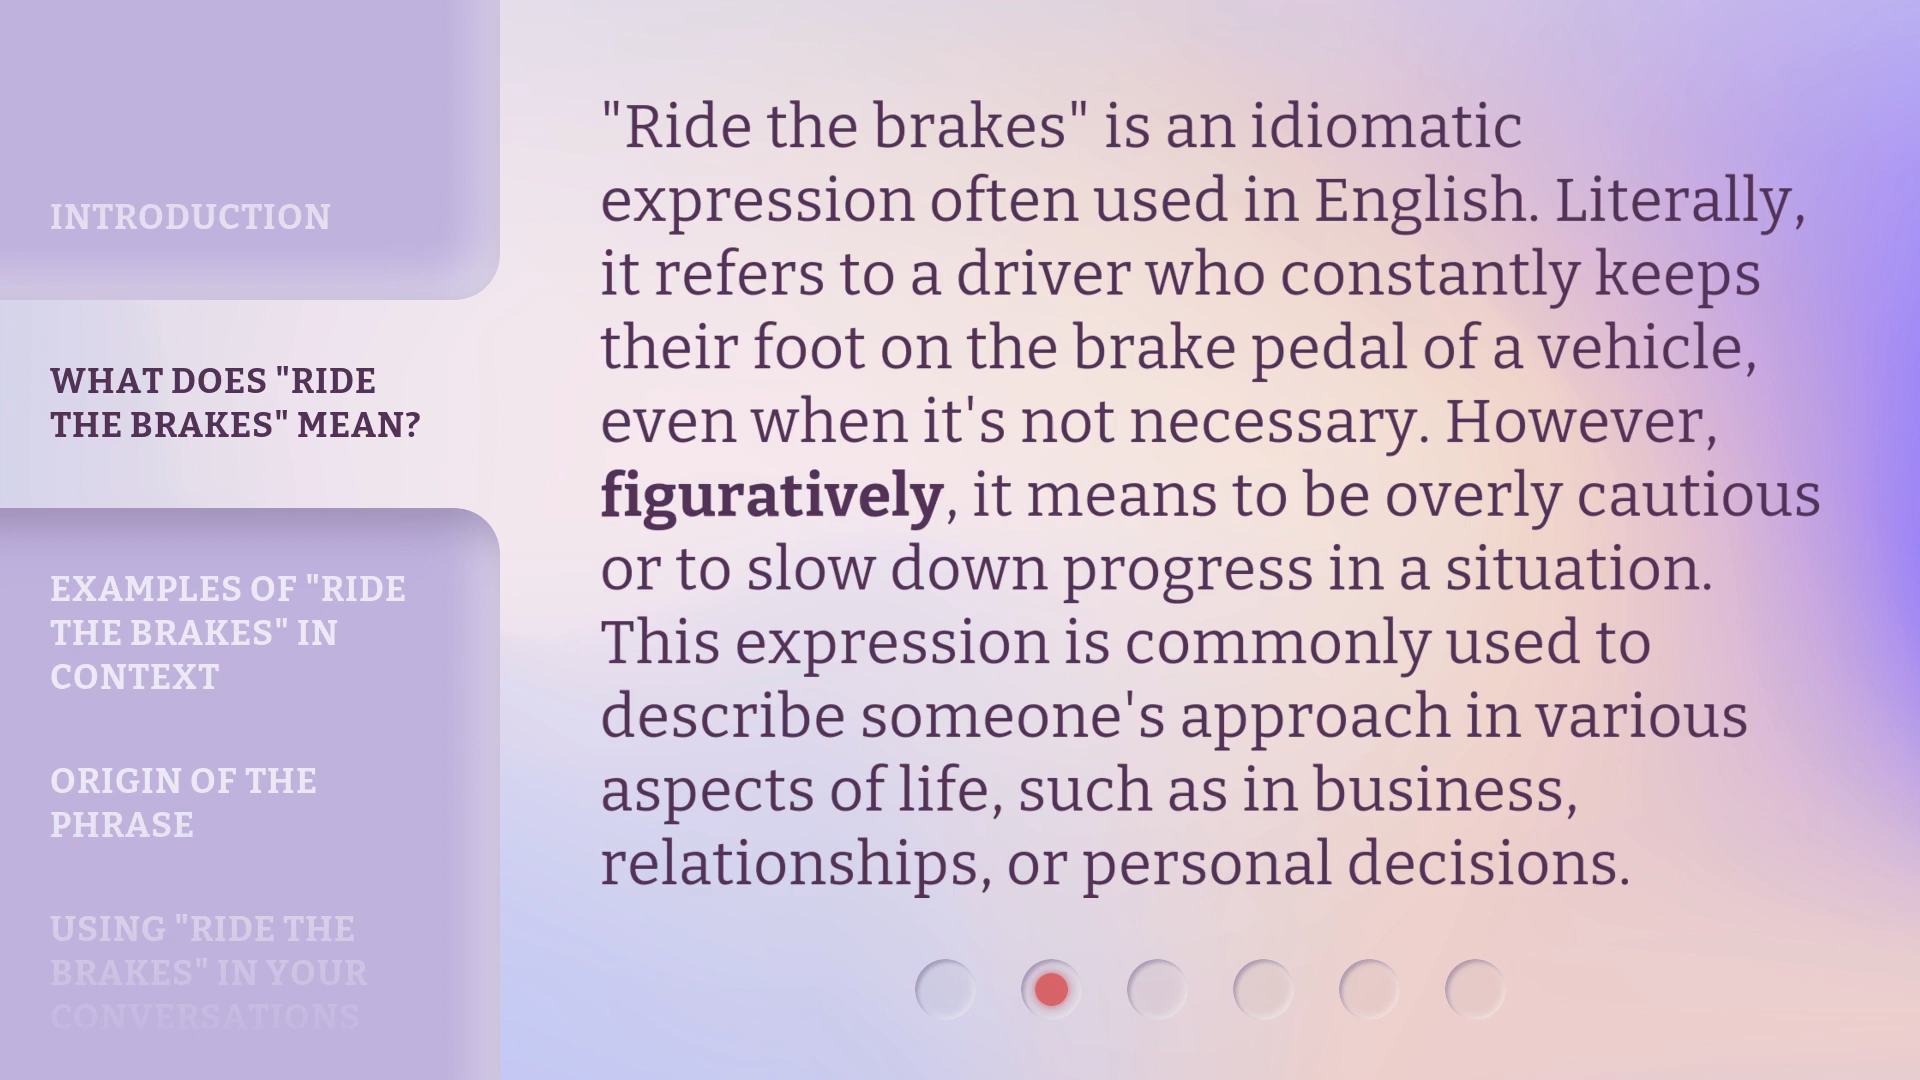 INTRODUCTION
WHAT DOES "RIDE
THE BRAKES" MEAN?
EXAMPLES OF "RIDE
THE BRAKES" IN
CONTEXT
ORIGIN OF THE
PHRASE
USING "RIDE THE
BRAKES" IN YOUR
CONVERSATIONS
"Ride the brakes" is an idiomatic
expression often used in English. Literally,
it refers to a driver who constantly keeps
their foot on the brake pedal of a vehicle,
even when it's not necessary. However,
figuratively, it means to be overly cautious
or to slow down progress in a situation.
This expression is commonly used to
describe someone's approach in various
aspects of life, such as in business,
relationships, or personal decisions.